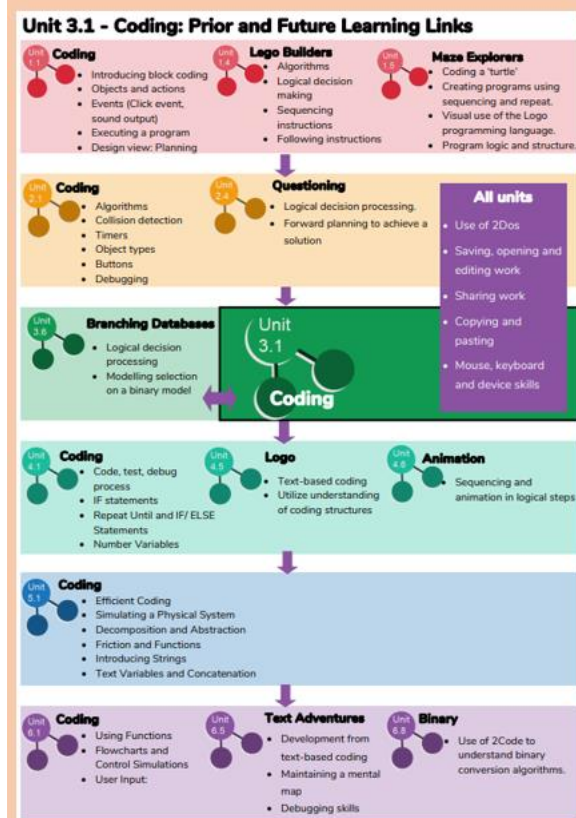 Unit 3.1 - Coding: Prior and Future Learning Links
Unit
1.1
Coding
• Introducing block coding
• Objects and actions
• Events (Click event,
sound output)
• Executing a program
• Design view: Planning
Unit
1.4
Lego Builders
• Algorithms
• Logical decision
making
• Sequencing
instructions
• Following instructions
Unit
1.5
Maze Explorers
• Coding a 'turtle'
• Creating programs using
sequencing and repeat.
• Visual use of the Logo
programming language.
• Program logic and structure.
Unit
2.1
Coding
• Algorithms
• Collision detection
• Timers
• Object types
• Buttons
• Debugging
Unit
2.4
Questioning
• Logical decision processing.
• Forward planning to achieve a
solution
All units
• Use of 2Dos
• Saving, opening and
editing work
• Sharing work
• Copying and
pasting
• Mouse, keyboard
and device skills
Unit
3.6
Branching Databases
• Logical decision
processing
• Modelling selection
on a binary model
Unit
3.1
Coding
Unit
4.1
Coding
• Code, test, debug
process
• IF statements
• Repeat Until and IF/ ELSE
Statements
• Number Variables
Unit
4.5
Logo
• Text-based coding
• Utilize understanding
of coding structures
Unit
4.6
Animation
• Sequencing and
animation in logical steps
Unit
5.1
Coding
• Efficient Coding
• Simulating a Physical System
• Decomposition and Abstraction
• Friction and Functions
• Introducing Strings
• Text Variables and Concatenation
Unit
6.1
Coding
• Using Functions
• Flowcharts and
Control Simulations
• User Input:
Unit
6.5
Text Adventures
• Development from
text-based coding
• Maintaining a mental
map
• Debugging skills
Unit
6.8
Binary
• Use of 2Code to
understand binary
conversion algorithms.